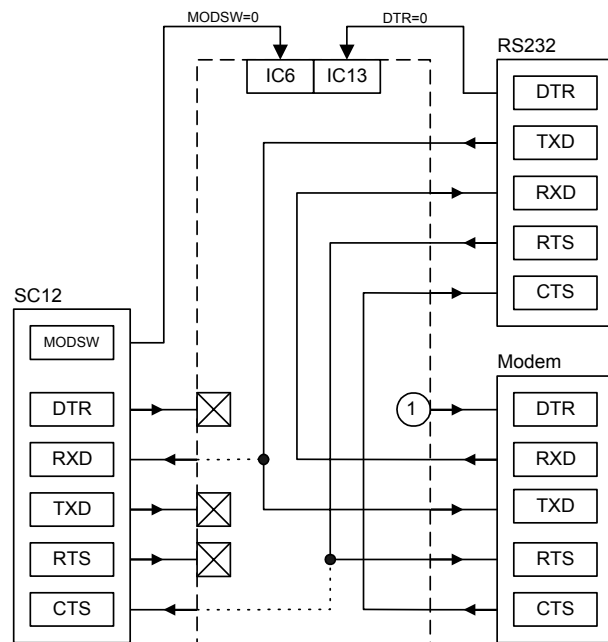 MODSW=0
DTR=0
RS232
IC6
IC13
DTR
TXD
RXD
RTS
CTS
SC12
MODSW
DTR
RXD
TXD
RTS
CTS
Modem
1
DTR
RXD
TXD
RTS
CTS